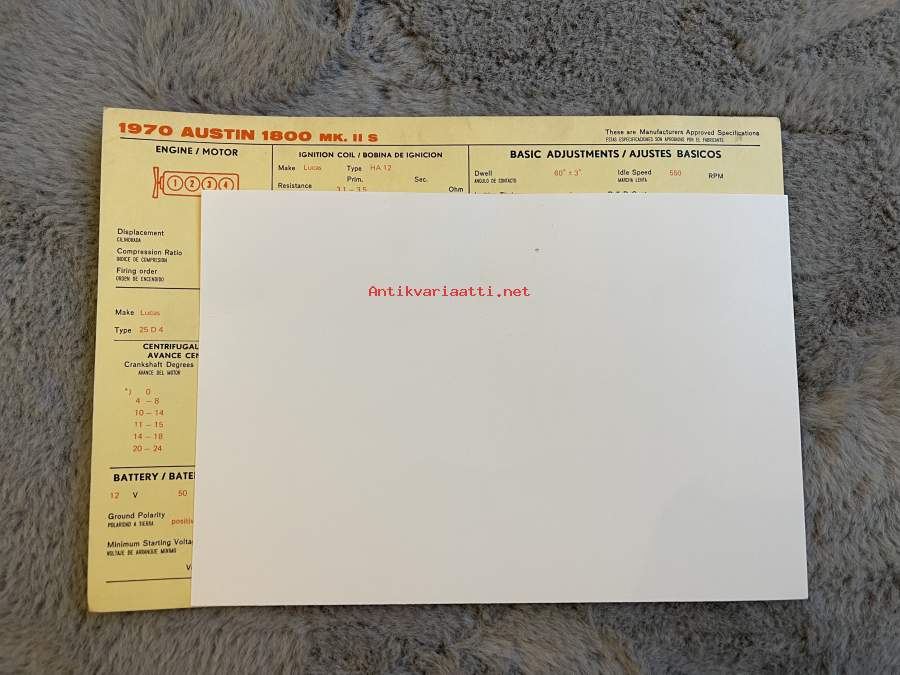 1970 AUSTIN 1800 MK. II S
These are Manufacturers Approved Specifications
ESTAS ESPECIFICACIONES SON APROBADAS POR EL FABRICANTE
ENGINE / MOTOR
1 2 3 4
Displacement
CILINDRADA
Compression Ratio
INDICE DE COMPRESION
Firing order
ORDEN DE ENCENDIDO
Make Lucas
Type 25 D 4
CENTRIFUGAL
AVANCE CEN
Crankshaft Degrees
AVANCE DEL MOTOR
*) 0
4 – 8
10 – 14
11 – 15
14 – 18
20 – 24
BATTERY / BATE
12 V 50
Ground Polarity
POLARIDAD A TIERRA
positiv
Minimum Starting Volta
VOLTAJE DE ARRANQUE MINIMO
IGNITION COIL / BOBINA DE IGNICION
Make Lucas Type HA 12
Prim. Sec.
Resistance 3.1 – 3.5 Ohm
BASIC ADJUSTMENTS / AJUSTES BASICOS
Dwell 60° ± 3° Idle Speed 550 RPM
ANGULO DE CONTACTO MARCHA LENTA
Antikvariaatti.net